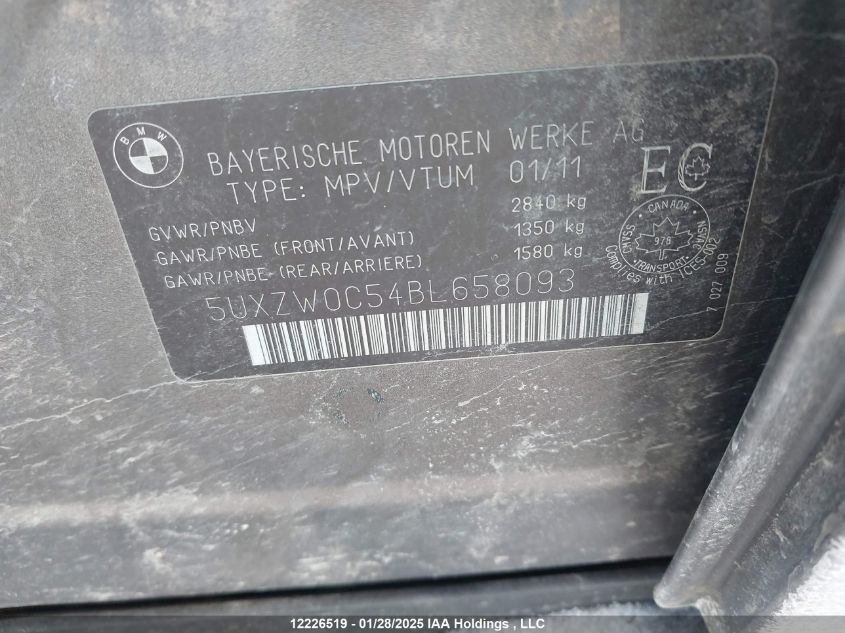 BMW
BAYERISCHE MOTOREN WERKE AG
TYPE: MPV/VTUM 01/11
EC
GVWR/PNBV 2840 kg
GAWR/PNBE (FRONT/AVANT) 1350 kg
GAWR/PNBE (REAR/ARRIERE) 1580 kg
5UXZW0C54BL658093
CANADA
CMVSS
NSVAC
976
TRANSPORT
Complies with ICES-002
7 027 009
12226519 - 01/28/2025 IAA Holdings , LLC